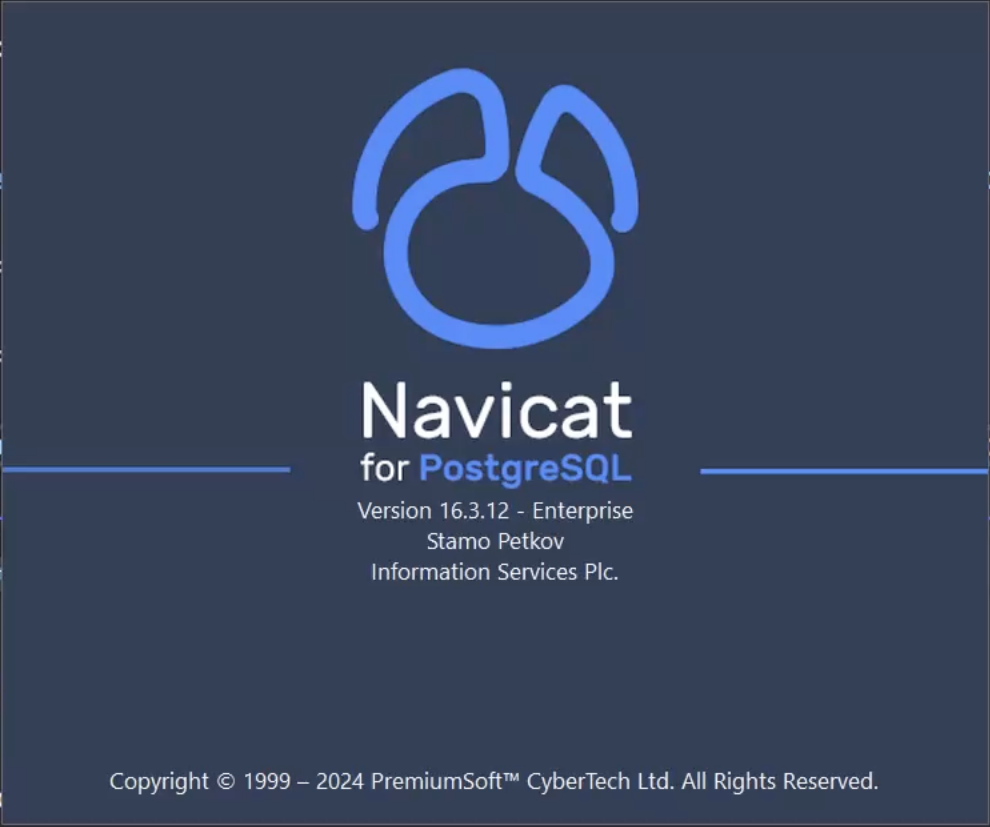 Navicat
for PostgreSQL
Version 16.3.12 - Enterprise
Stamo Petkov
Information Services Plc.
Copyright © 1999 – 2024 PremiumSoft™ CyberTech Ltd. All Rights Reserved.